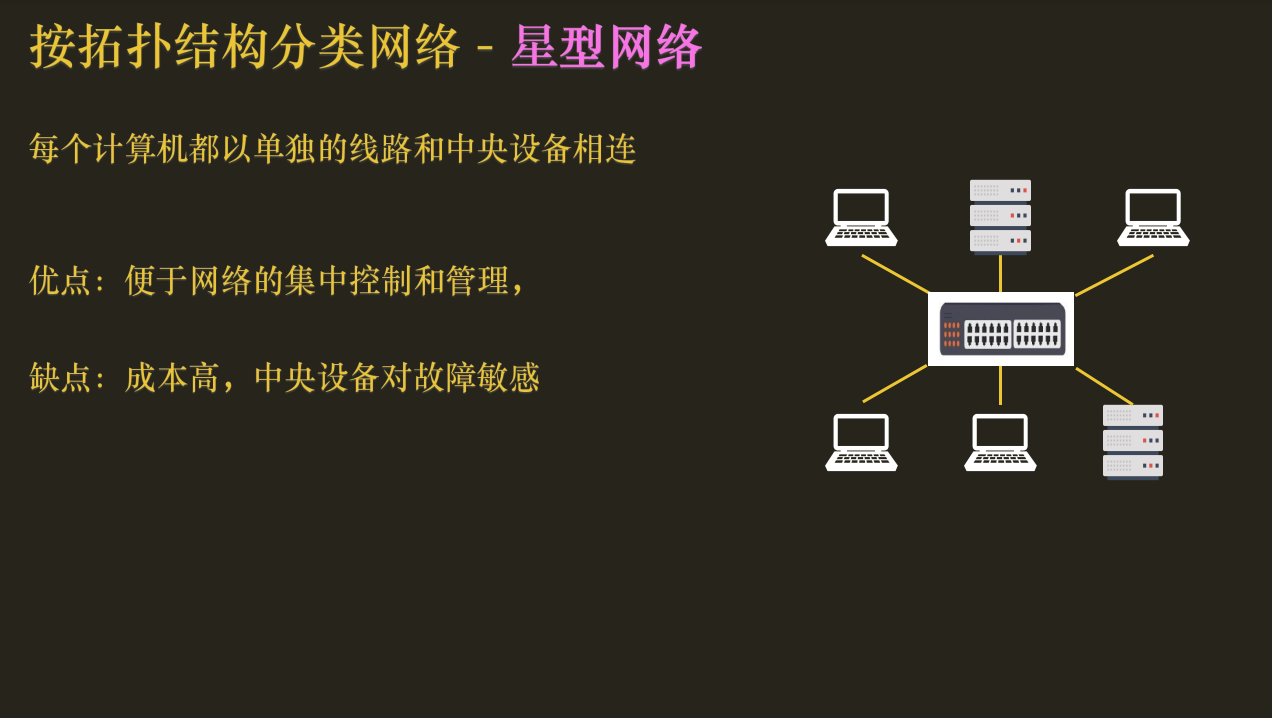 按拓扑结构分类网络 - 星型网络
每个计算机都以单独的线路和中央设备相连
优点：便于网络的集中控制和管理，
缺点：成本高，中央设备对故障敏感